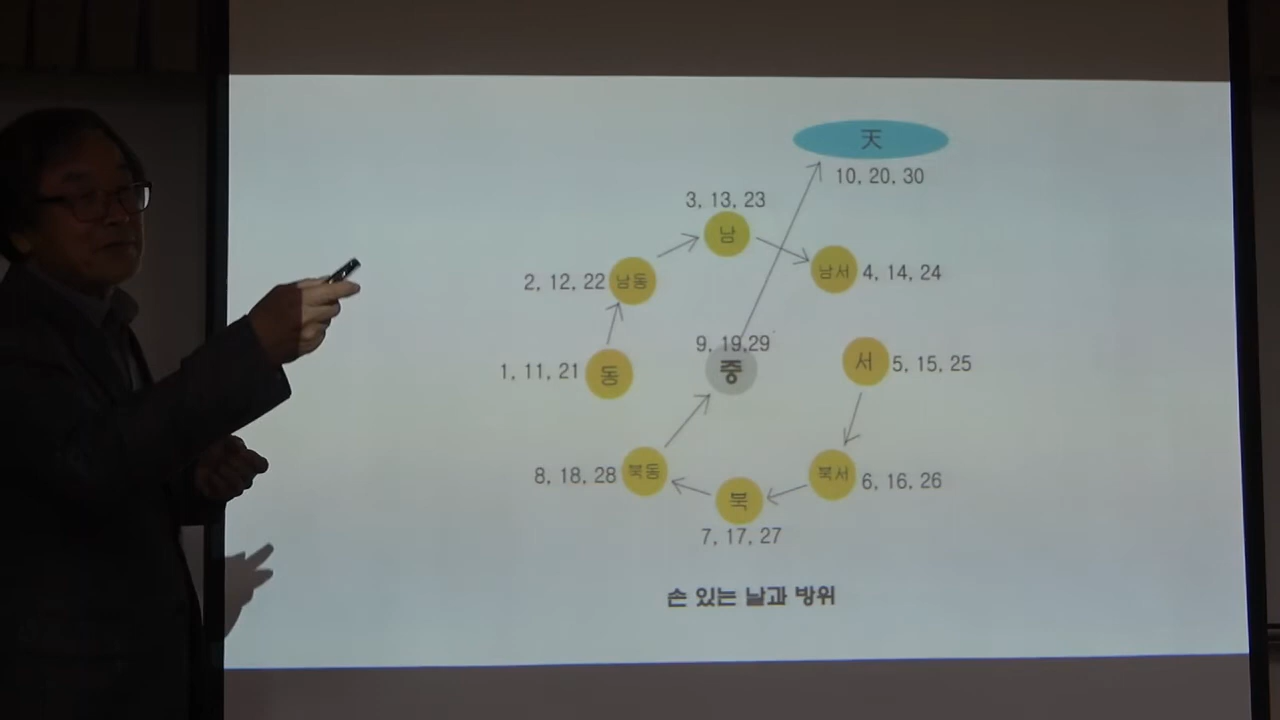 天
10, 20, 30
3, 13, 23
남
남서 4, 14, 24
2, 12, 22 남동
9, 19,29
중
서 5, 15, 25
1, 11, 21 동
8, 18, 28 북동
북서 6, 16, 26
북
7, 17, 27
손 있는 날과 방위